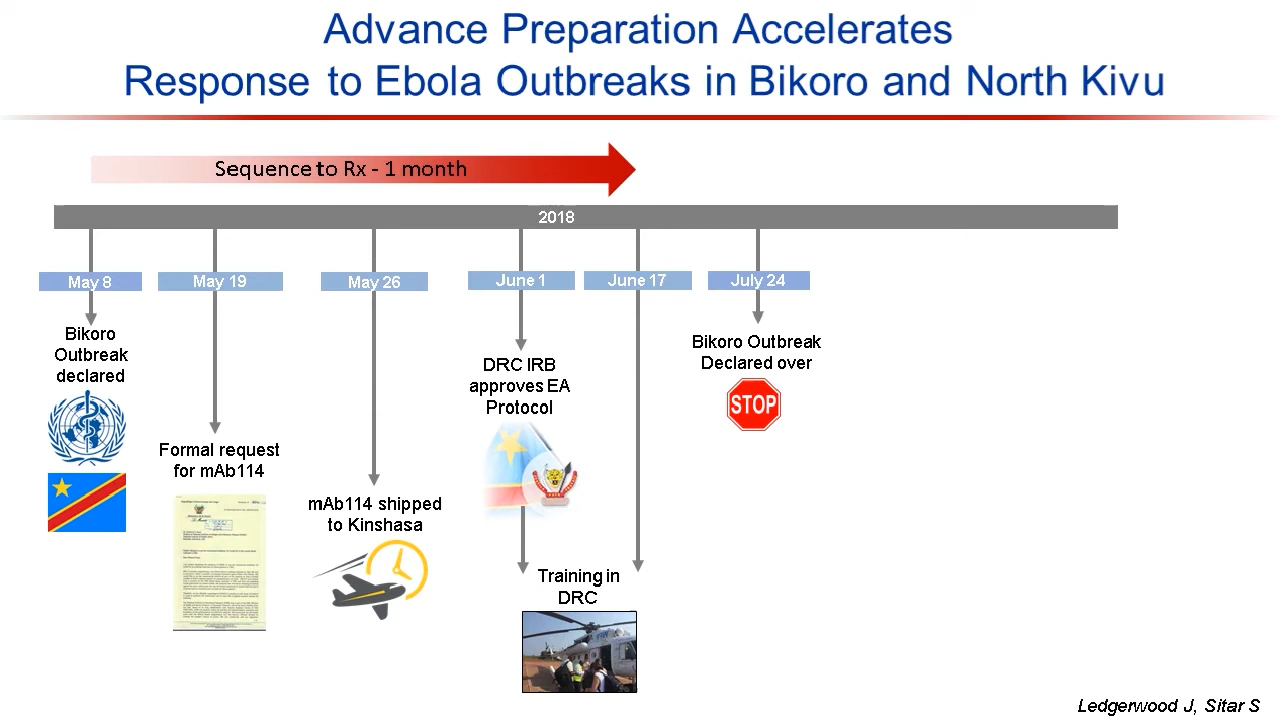 Advance Preparation Accelerates
Response to Ebola Outbreaks in Bikoro and North Kivu
Sequence to Rx - 1 month
2018
May 8
May 19
May 26
June 1
June 17
July 24
Bikoro
Outbreak
declared
Formal request
for mAb114
mAb114 shipped
to Kinshasa
DRC IRB
approves EA
Protocol
Training in
DRC
Bikoro Outbreak
Declared over
STOP
Ledgerwood J, Sitar S